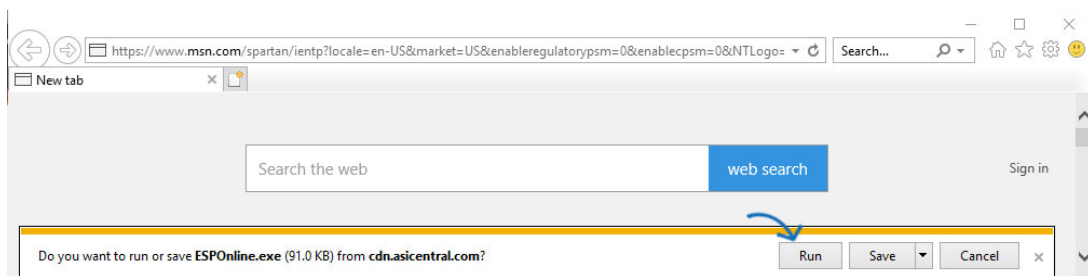 https://www.msn.com/spartan/ientp?locale=en-US&market=US&enableregulatorypsm=0&enablecpsm=0&NTLogo= Search...
New tab
Search the web web search Sign in
Do you want to run or save ESPOnline.exe (91.0 KB) from cdn.asicentral.com? Run Save Cancel